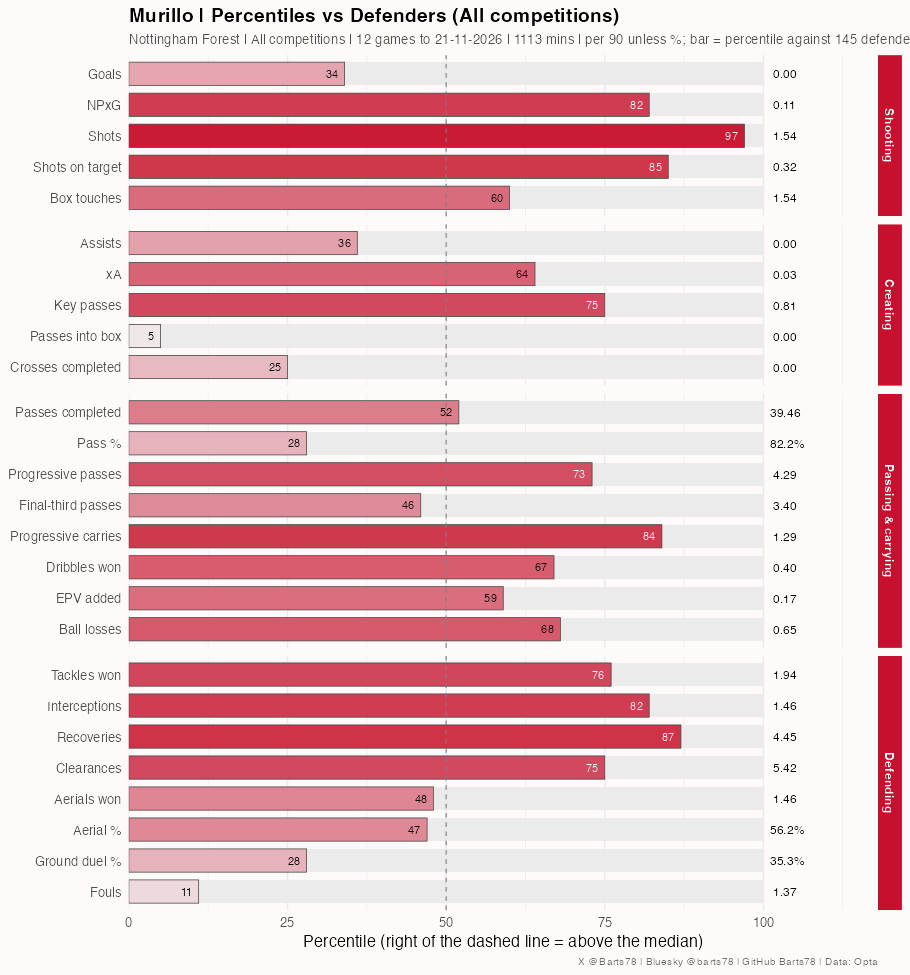 Murillo | Percentiles vs Defenders (All competitions)
Nottingham Forest | All competitions | 12 games to 21-11-2026 | 1113 mins | per 90 unless %; bar = percentile against 145 defende
Goals 34 0.00
NPxG 82 0.11
Shots 97 1.54
Shots on target 85 0.32
Box touches 60 1.54
Shooting
Assists 36 0.00
xA 64 0.03
Key passes 75 0.81
Passes into box 5 0.00
Crosses completed 25 0.00
Creating
Passes completed 52 39.46
Pass % 28 82.2%
Progressive passes 73 4.29
Final-third passes 46 3.40
Progressive carries 84 1.29
Dribbles won 67 0.40
EPV added 59 0.17
Ball losses 68 0.65
Passing & carrying
Tackles won 76 1.94
Interceptions 82 1.46
Recoveries 87 4.45
Clearances 75 5.42
Aerials won 48 1.46
Aerial % 47 56.2%
Ground duel % 28 35.3%
Fouls 11 1.37
Defending
0 25 50 75 100
Percentile (right of the dashed line = above the median)
X @Barts78 | Bluesky @barts78 | GitHub Barts78 | Data: Opta